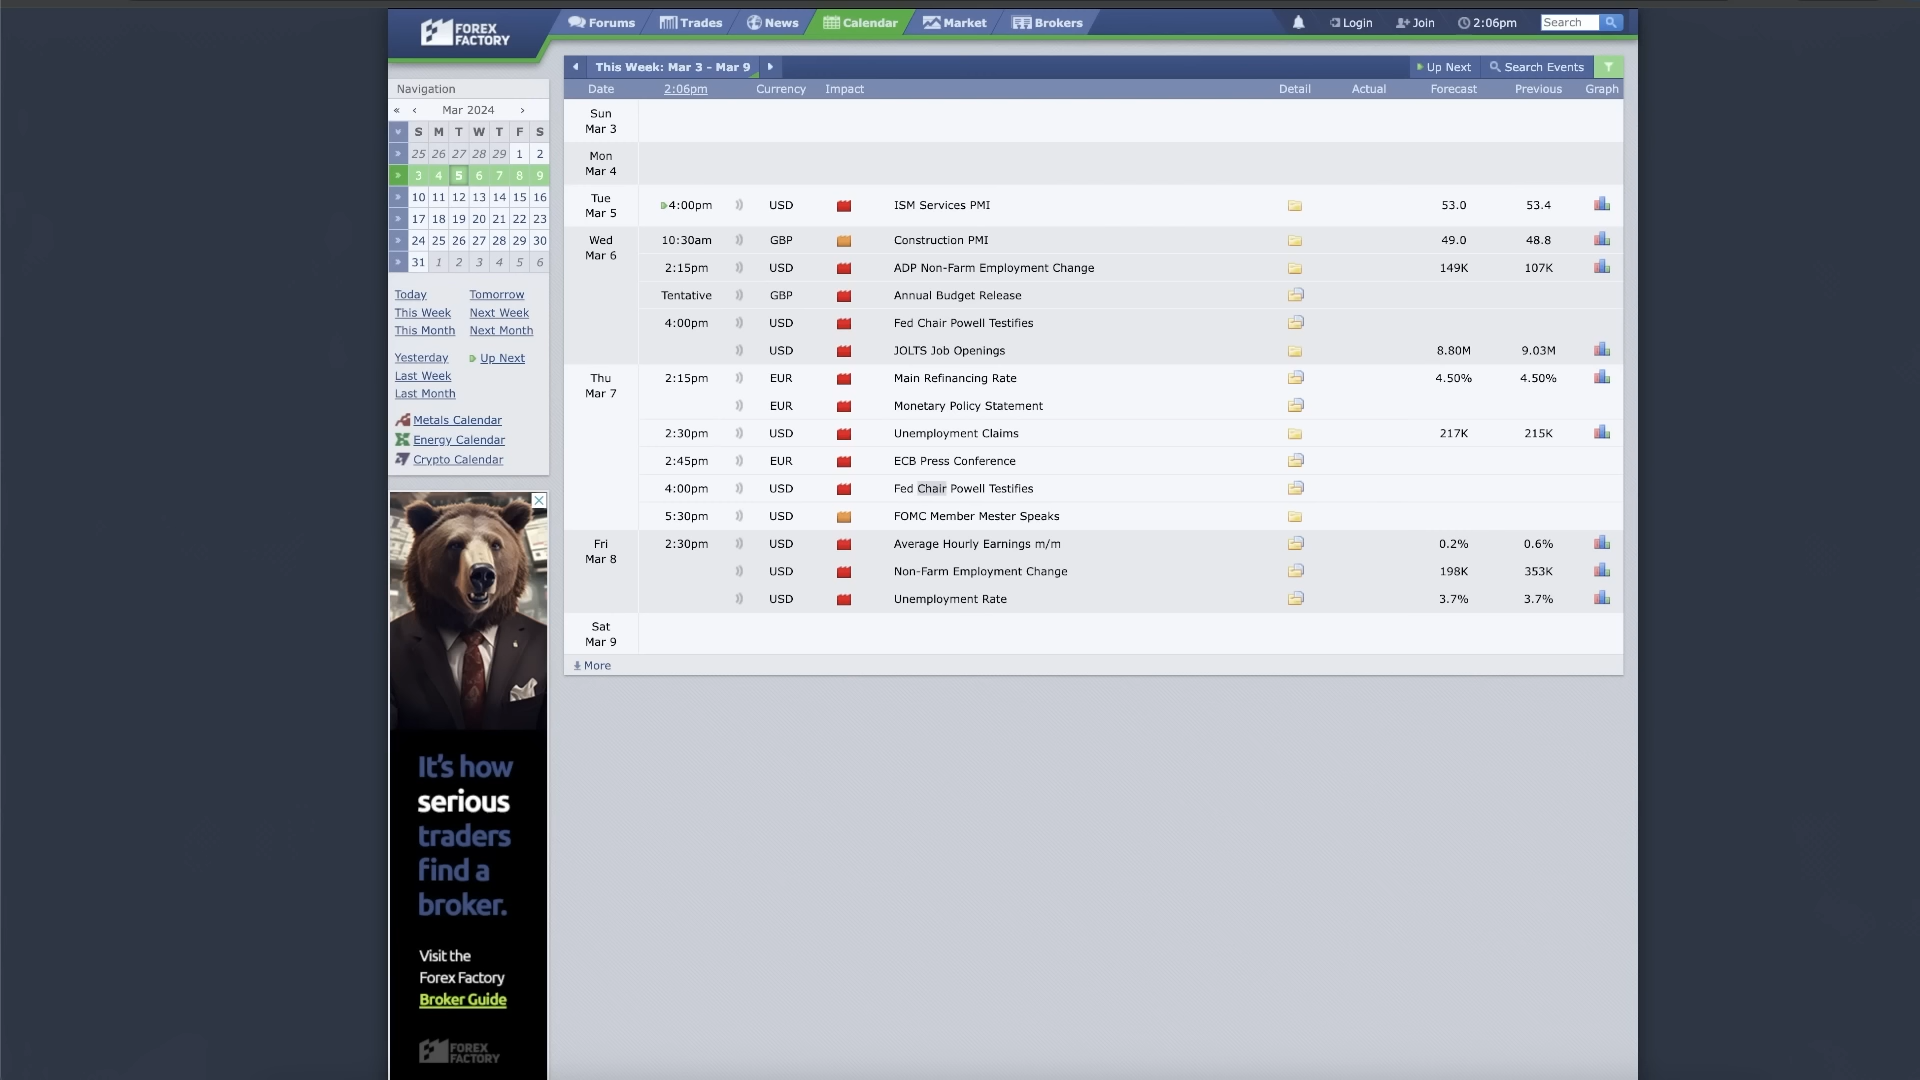 FOREX FACTORY
Forums Trades News Calendar Market Brokers Login Join 2:06pm Search
This Week: Mar 3 - Mar 9 Up Next Search Events
Navigation
« ‹ Mar 2024 ›
S M T W T F S
25 26 27 28 29 1 2
3 4 5 6 7 8 9
10 11 12 13 14 15 16
17 18 19 20 21 22 23
24 25 26 27 28 29 30
31 1 2 3 4 5 6
Today Tomorrow
This Week Next Week
This Month Next Month
Yesterday Up Next
Last Week
Last Month
Metals Calendar
Energy Calendar
Crypto Calendar
It's how
serious
traders
find a
broker.
Visit the
Forex Factory
Broker Guide
FOREX FACTORY
Date 2:06pm Currency Impact Detail Actual Forecast Previous Graph
Sun
Mar 3
Mon
Mar 4
Tue
Mar 5
4:00pm USD ISM Services PMI 53.0 53.4
Wed
Mar 6
10:30am GBP Construction PMI 49.0 48.8
2:15pm USD ADP Non-Farm Employment Change 149K 107K
Tentative GBP Annual Budget Release
4:00pm USD Fed Chair Powell Testifies
USD JOLTS Job Openings 8.80M 9.03M
Thu
Mar 7
2:15pm EUR Main Refinancing Rate 4.50% 4.50%
EUR Monetary Policy Statement
2:30pm USD Unemployment Claims 217K 215K
2:45pm EUR ECB Press Conference
4:00pm USD Fed Chair Powell Testifies
5:30pm USD FOMC Member Mester Speaks
Fri
Mar 8
2:30pm USD Average Hourly Earnings m/m 0.2% 0.6%
USD Non-Farm Employment Change 198K 353K
USD Unemployment Rate 3.7% 3.7%
Sat
Mar 9
More